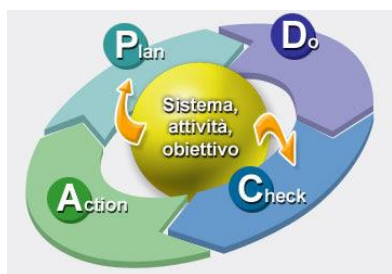 Plan
Do
Sistema,
attività,
obiettivo
Action
Check